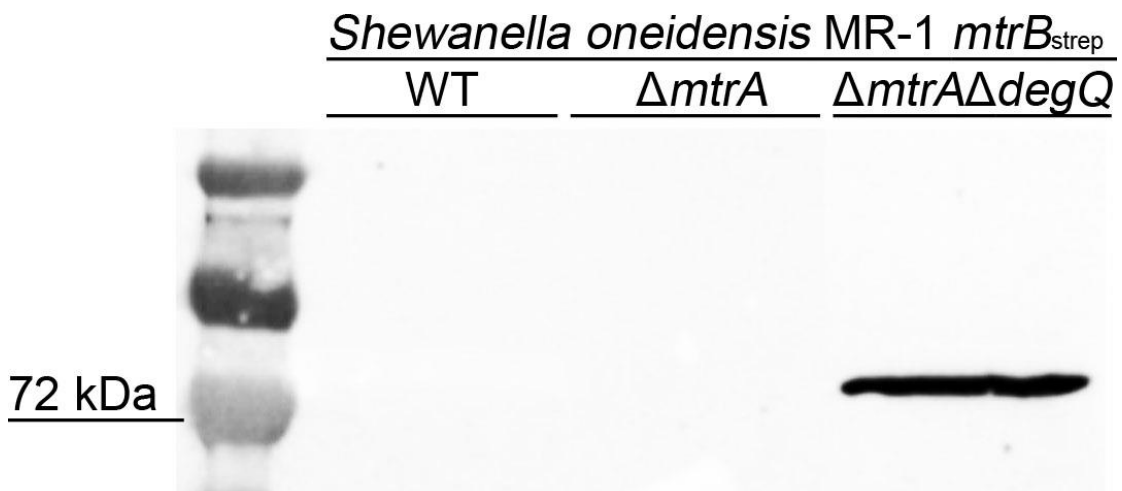 Shewanella oneidensis MR-1 mtrBstrep
WT ΔmtrA ΔmtrAΔdegQ
72 kDa